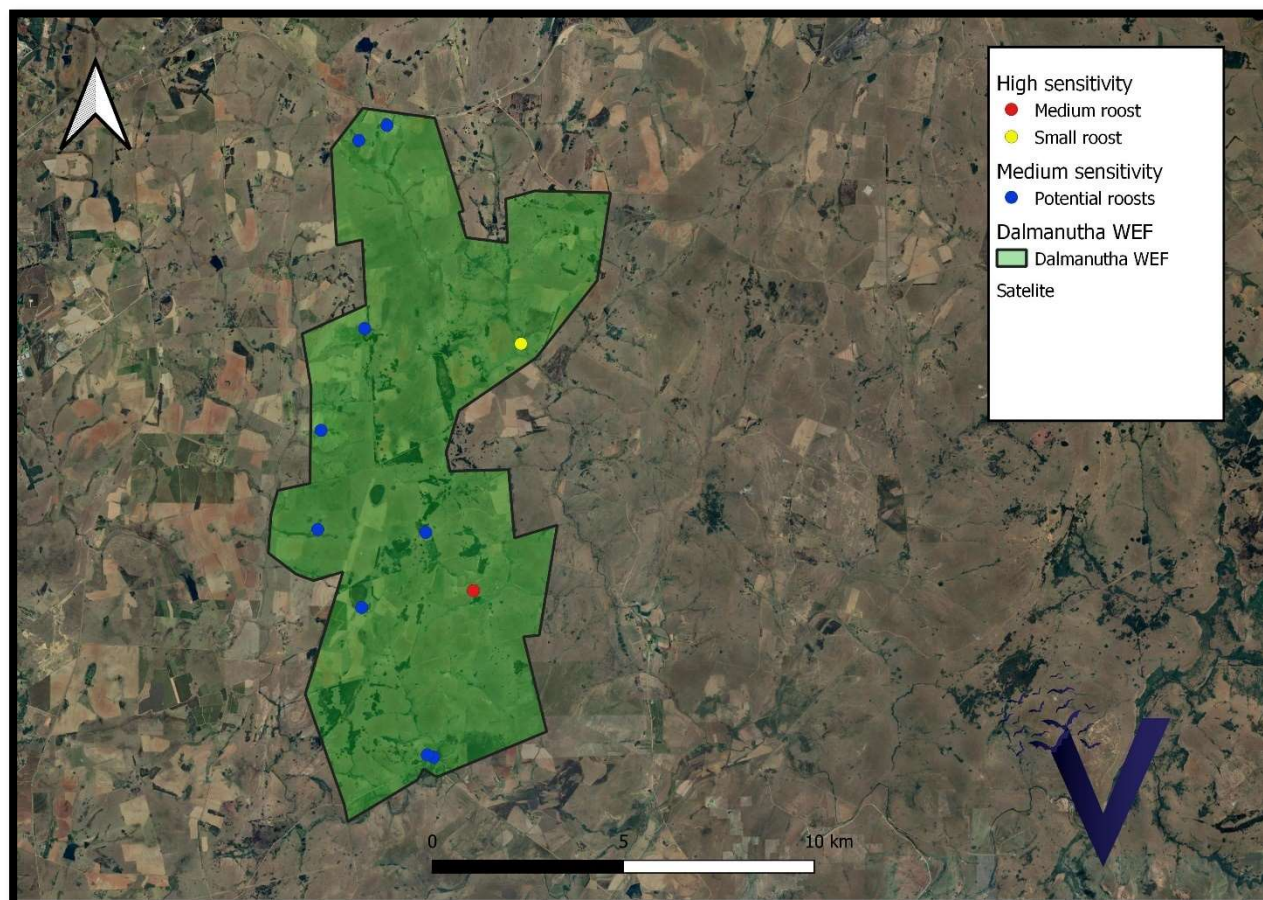 High sensitivity
Medium roost
Small roost
Medium sensitivity
Potential roosts
Dalmanutha WEF
Dalmanutha WEF
Satelite
0 5 10 km